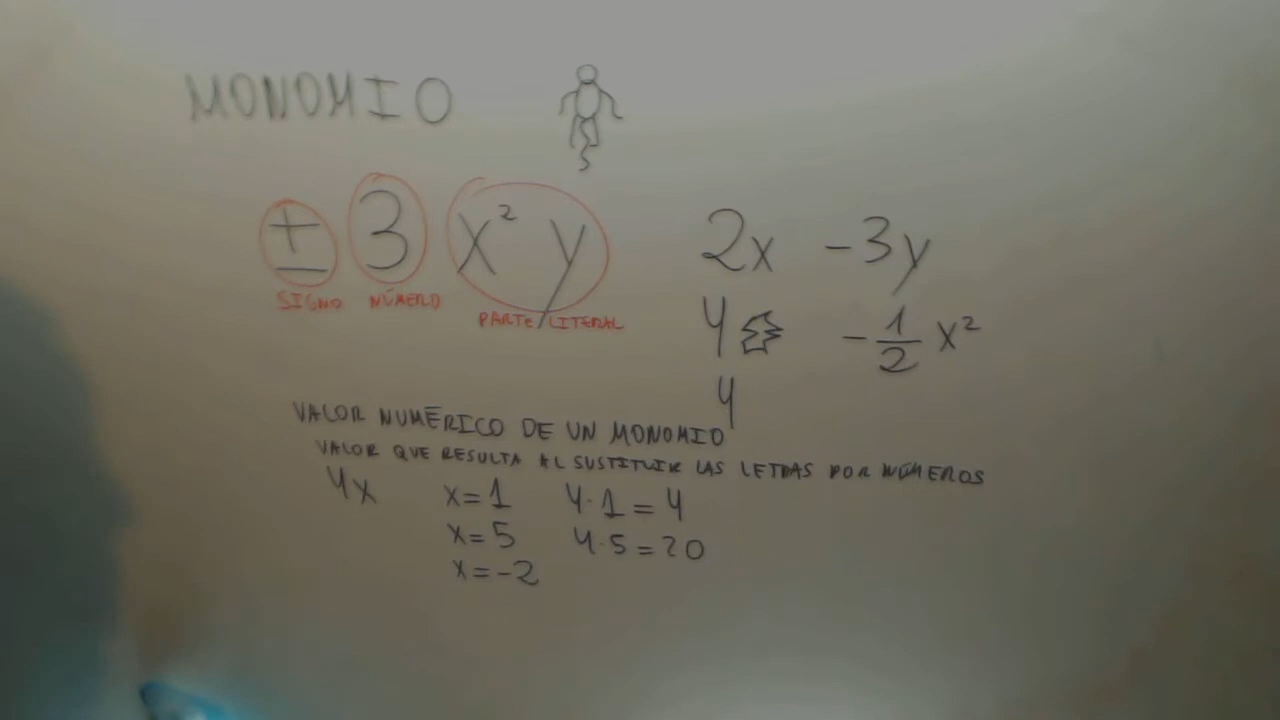 MONOMIO
± 3 x² y
SIGNO NÚMERO PARTE LITERAL
2x -3y
4 -1/2 x²
4
VALOR NUMÉRICO DE UN MONOMIO
VALOR QUE RESULTA AL SUSTITUIR LAS LETRAS POR NÚMEROS
4x x=1 4·1=4
x=5 4·5=20
x=-2